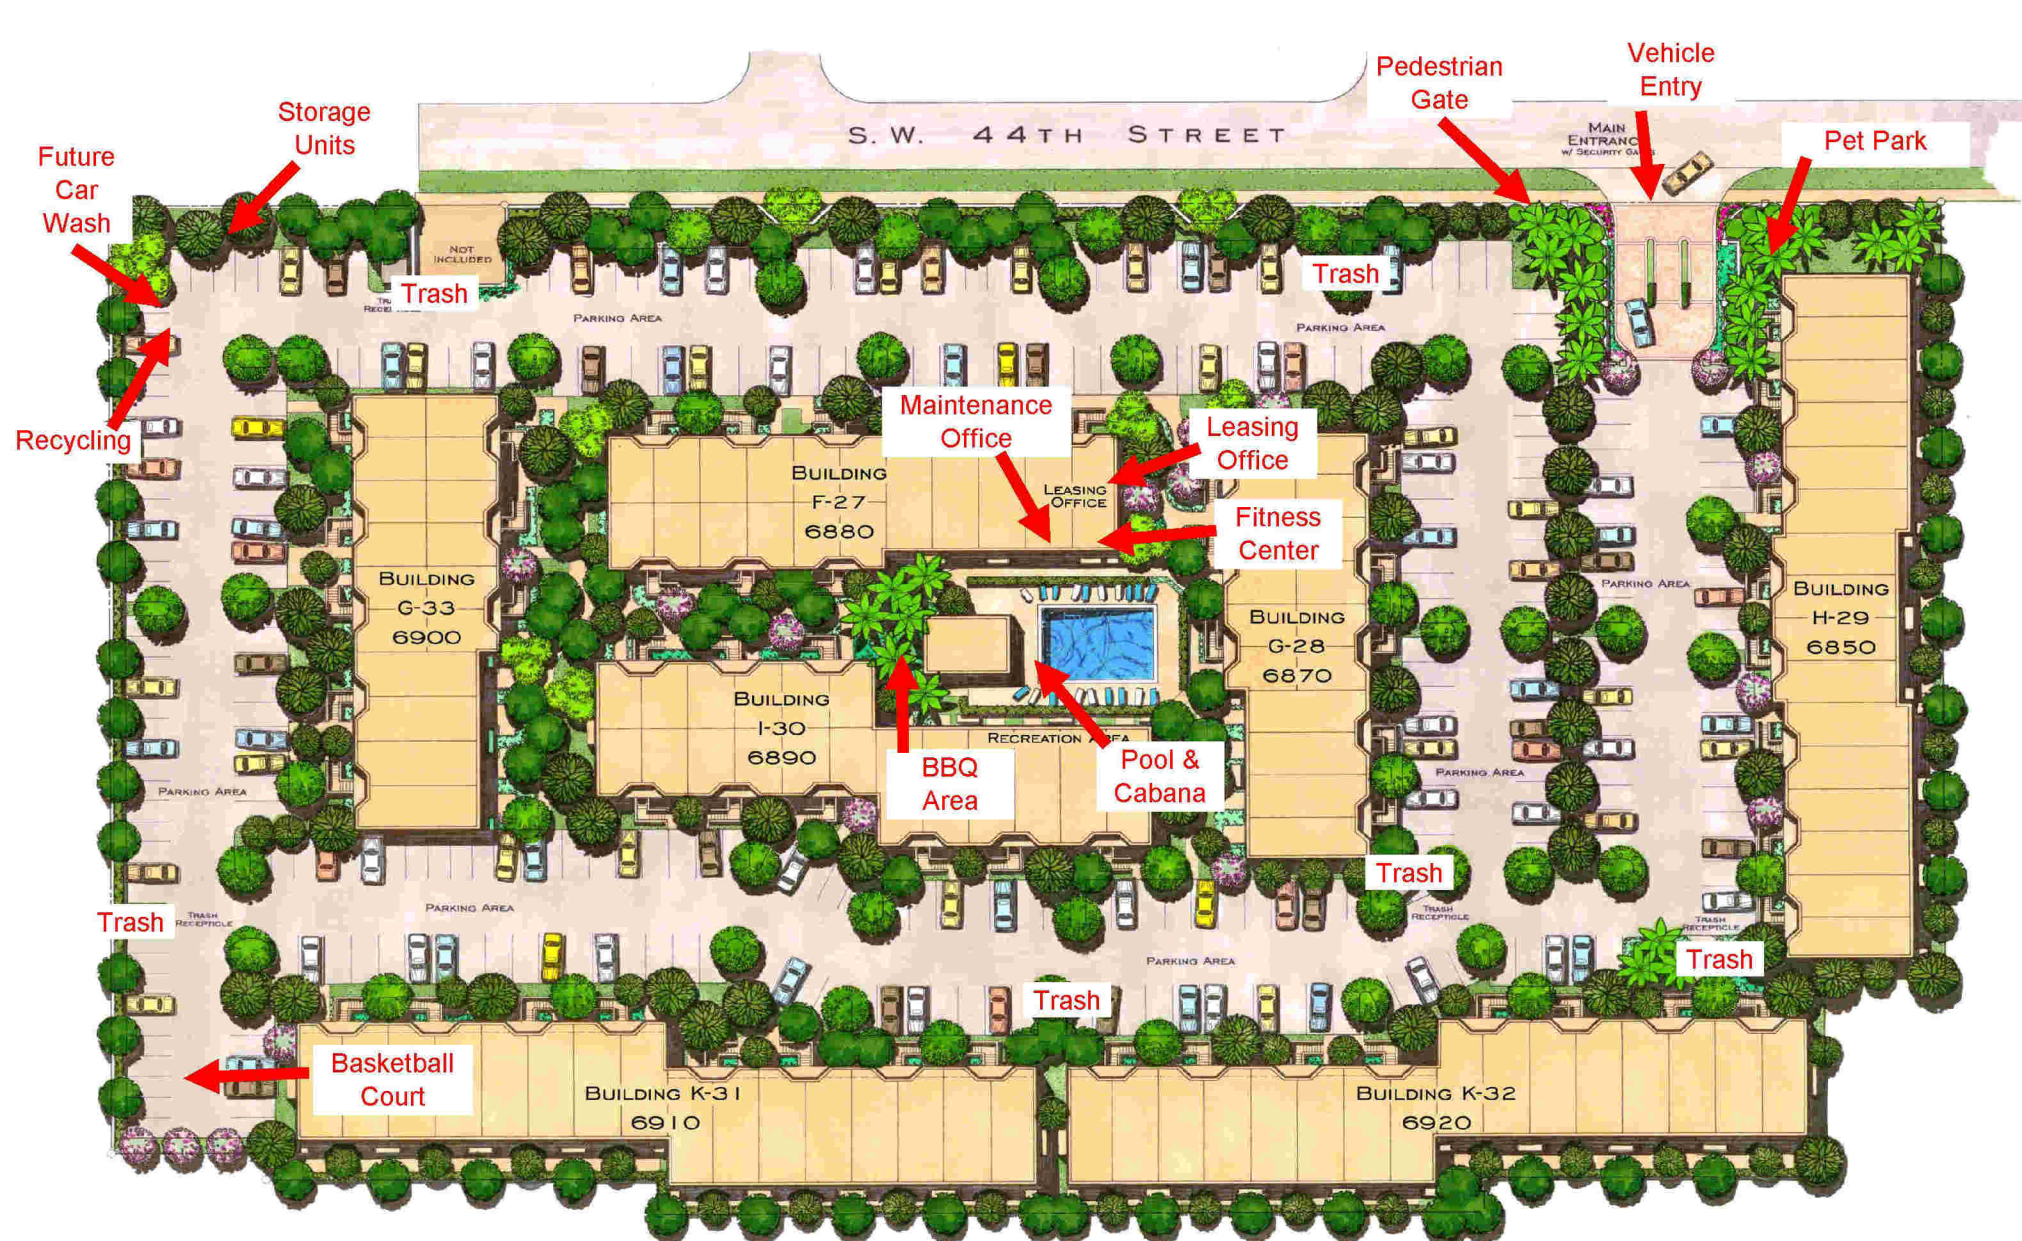 Vehicle
Entry
Pedestrian
Gate
Storage
Units
S.W. 44TH STREET
MAIN
ENTRANC
W/ SECURITY GA
Pet Park
Future
Car
Wash
NOT
INCLUDED
Trash
Trash
PARKING AREA
PARKING AREA
Recycling
Maintenance
Office
Leasing
Office
BUILDING
F-27
6880
LEASING
OFFICE
Fitness
Center
BUILDING
G-33
6900
BUILDING
G-28
6870
PARKING AREA
BUILDING
H-29
6850
BUILDING
I-30
6890
RECREATION AREA
BBQ
Area
Pool &
Cabana
PARKING AREA
PARKING AREA
Trash
TRASH
RECEPTICLE
PARKING AREA
Trash
TRASH
RECEPTICLE
TRASH
RECEPTICLE
Trash
PARKING AREA
Trash
Basketball
Court
BUILDING K-31
6910
BUILDING K-32
6920